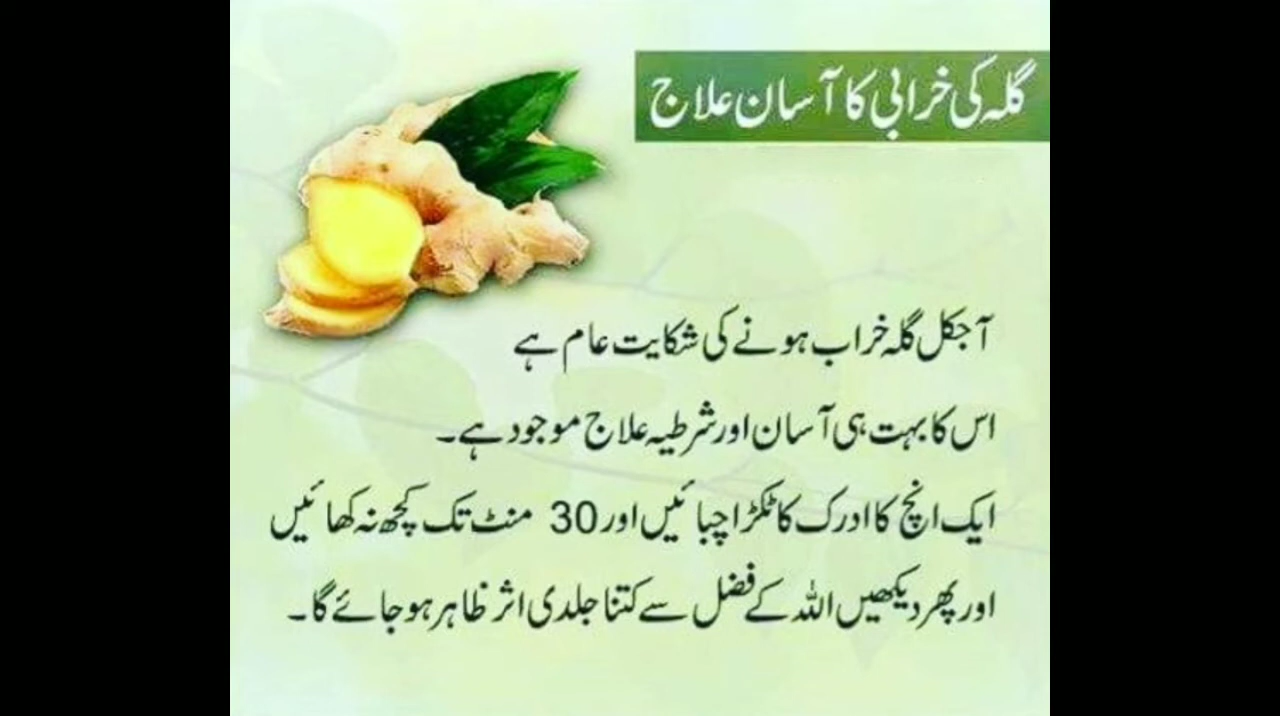 گلہ کی خرابی کا آسان علاج
آجکل گلہ خراب ہونے کی شکایت عام ہے
اس کا بہت ہی آسان اور شرطیہ علاج موجود ہے۔
ایک انچ کا ادرک کا ٹکڑا چبائیں اور 30 منٹ تک کچھ نہ کھائیں
اور پھر دیکھیں اللہ کے فضل سے کتنا جلدی اثر ظاہر ہو جائے گا۔